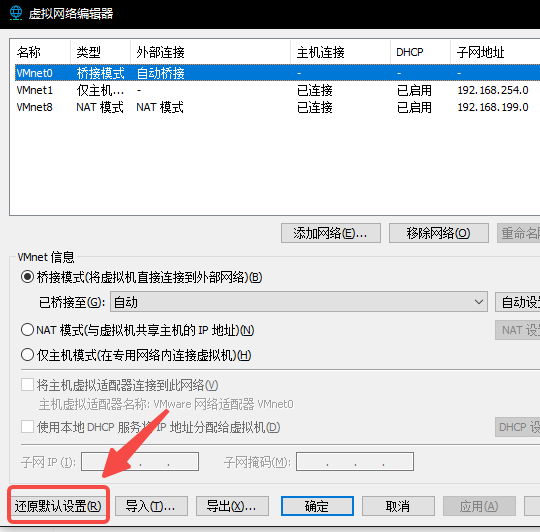 虚拟网络编辑器
名称 类型 外部连接 主机连接 DHCP 子网地址
VMnet0 桥接模式 自动桥接 - - -
VMnet1 仅主机... - 已连接 已启用 192.168.254.0
VMnet8 NAT 模式 NAT 模式 已连接 已启用 192.168.199.0
添加网络(E)... 移除网络(O) 重命名
VMnet 信息
桥接模式(将虚拟机直接连接到外部网络)(B)
已桥接至(G): 自动 自动设
NAT 模式(与虚拟机共享主机的 IP 地址)(N) NAT 设
仅主机模式(在专用网络内连接虚拟机)(H)
将主机虚拟适配器连接到此网络(V)
主机虚拟适配器名称: VMware 网络适配器 VMnet0
使用本地 DHCP 服务将 IP 地址分配给虚拟机(D) DHCP 设
子网 IP (I): . . . 子网掩码(M): . . .
还原默认设置(R) 导入(T)... 导出(X)... 确定 取消 应用(A)